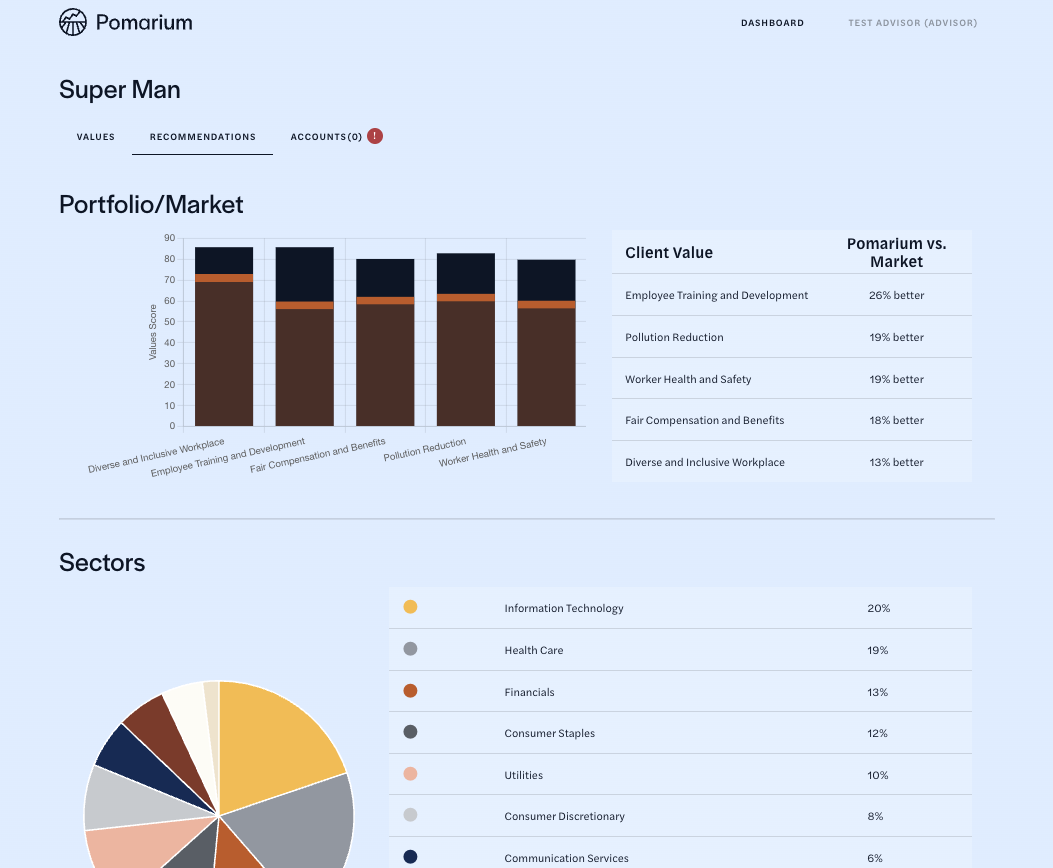 Pomarium
DASHBOARD
TEST ADVISOR (ADVISOR)
Super Man
VALUES
RECOMMENDATIONS
ACCOUNTS(0) !
Portfolio/Market
Values Score
90
80
70
60
50
40
30
20
10
0
Diverse and Inclusive Workplace
Employee Training and Development
Fair Compensation and Benefits
Pollution Reduction
Worker Health and Safety
Client Value
Pomarium vs.
Market
Employee Training and Development 26% better
Pollution Reduction 19% better
Worker Health and Safety 19% better
Fair Compensation and Benefits 18% better
Diverse and Inclusive Workplace 13% better
Sectors
Information Technology 20%
Health Care 19%
Financials 13%
Consumer Staples 12%
Utilities 10%
Consumer Discretionary 8%
Communication Services 6%